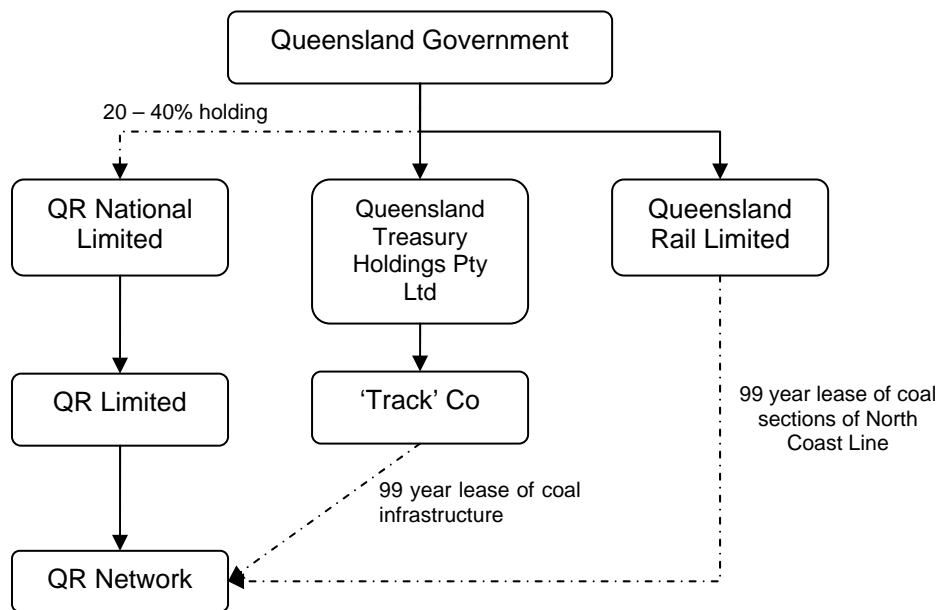 Queensland Government
20 – 40% holding
QR National
Limited
Queensland
Treasury
Holdings Pty
Ltd
Queensland
Rail Limited
QR Limited
‘Track’ Co
99 year lease of coal
sections of North
Coast Line
99 year lease of coal
infrastructure
QR Network